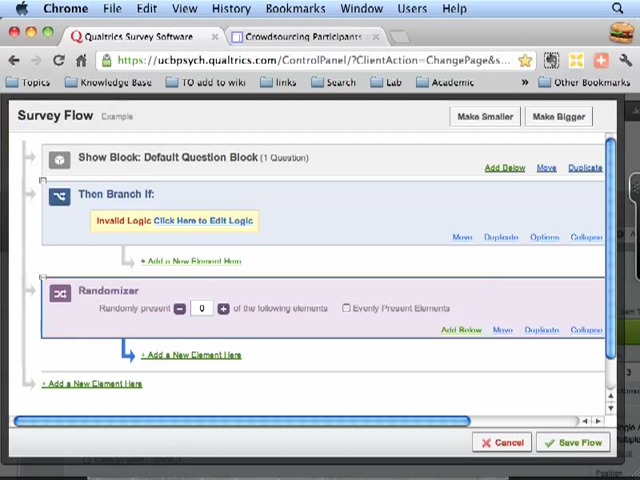 Chrome File Edit View History Bookmarks Window Users Help
Qualtrics Survey Software
Crowdsourcing Participants
https://ucbpsych.qualtrics.com/ControlPanel/?ClientAction=ChangePage&s...
Topics Knowledge Base TO add to wiki links Search Lab Academic » Other Bookmarks
Survey Flow Example Make Smaller Make Bigger
Show Block: Default Question Block (1 Question)
Add Below Move Duplicate
Then Branch If:
Invalid Logic Click Here to Edit Logic
Move Duplicate Options Collapse
+ Add a New Element Here
Randomizer
Randomly present 0 of the following elements Evenly Present Elements
Add Below Move Duplicate Collapse
+ Add a New Element Here
+ Add a New Element Here
Cancel Save Flow
3
Position